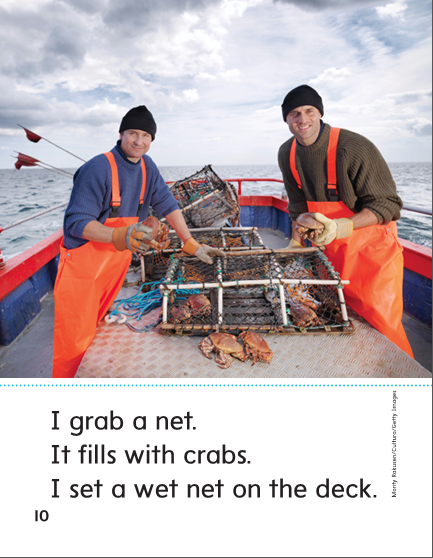 I grab a net.
It fills with crabs.
I set a wet net on the deck.
10
Monty Rakusen/Cultura/Getty Images